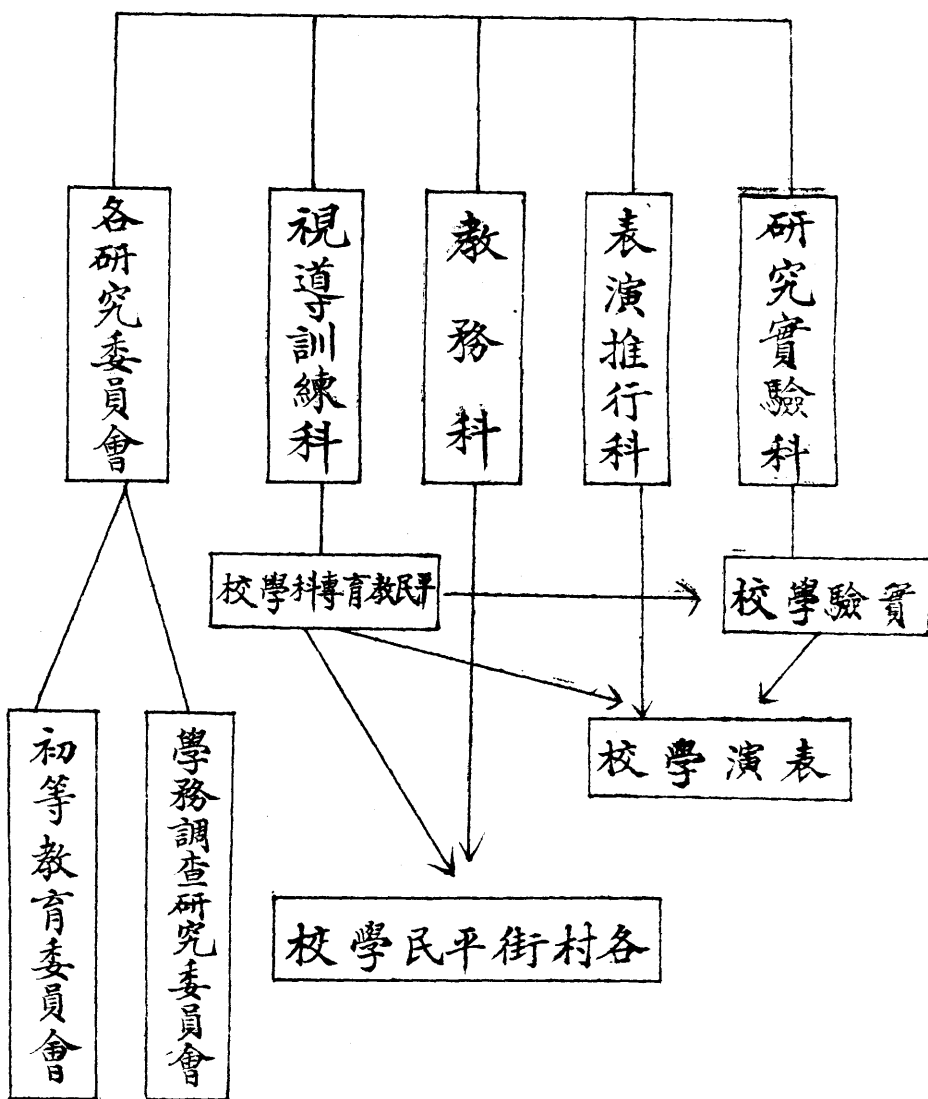 研究實驗科
表演推行科
教務科
視導訓練科
各研究委員會
實驗學校
平民教育專科學校
表演學校
各村街平民學校
學務調查研究委員會
初等教育委員會